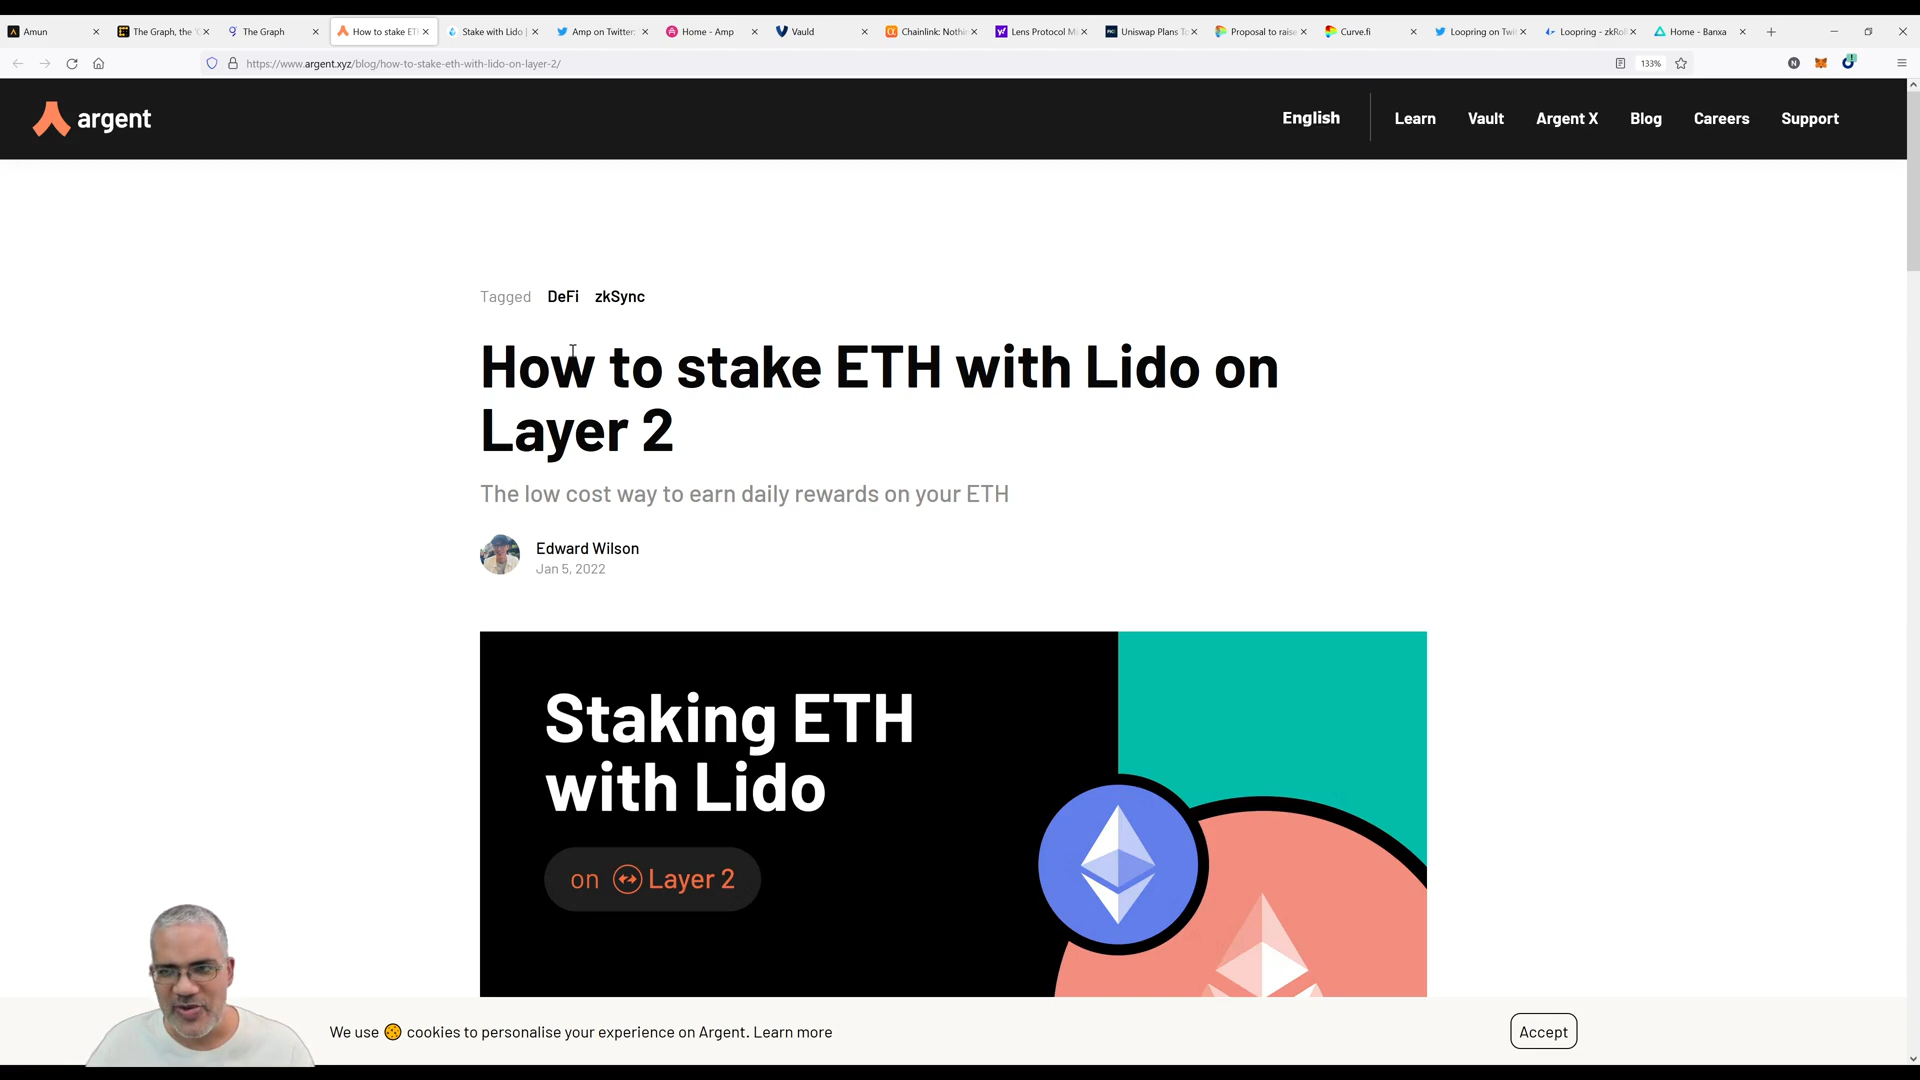 Amun
The Graph, the 'G
The Graph
How to stake ET
Stake with Lido |
Amp on Twitter:
Home - Amp
Vauld
Chainlink: Nothi
Lens Protocol Mi
Uniswap Plans To
Proposal to raise
Curve.fi
Loopring on Twi
Loopring - zkRol
Home - Banxa
https://www.argent.xyz/blog/how-to-stake-eth-with-lido-on-layer-2/
133%
argent
English
Learn
Vault
Argent X
Blog
Careers
Support
Tagged DeFi zkSync
How to stake ETH with Lido on
Layer 2
The low cost way to earn daily rewards on your ETH
Edward Wilson
Jan 5, 2022
Staking ETH
with Lido
on Layer 2
We use cookies to personalise your experience on Argent. Learn more
Accept